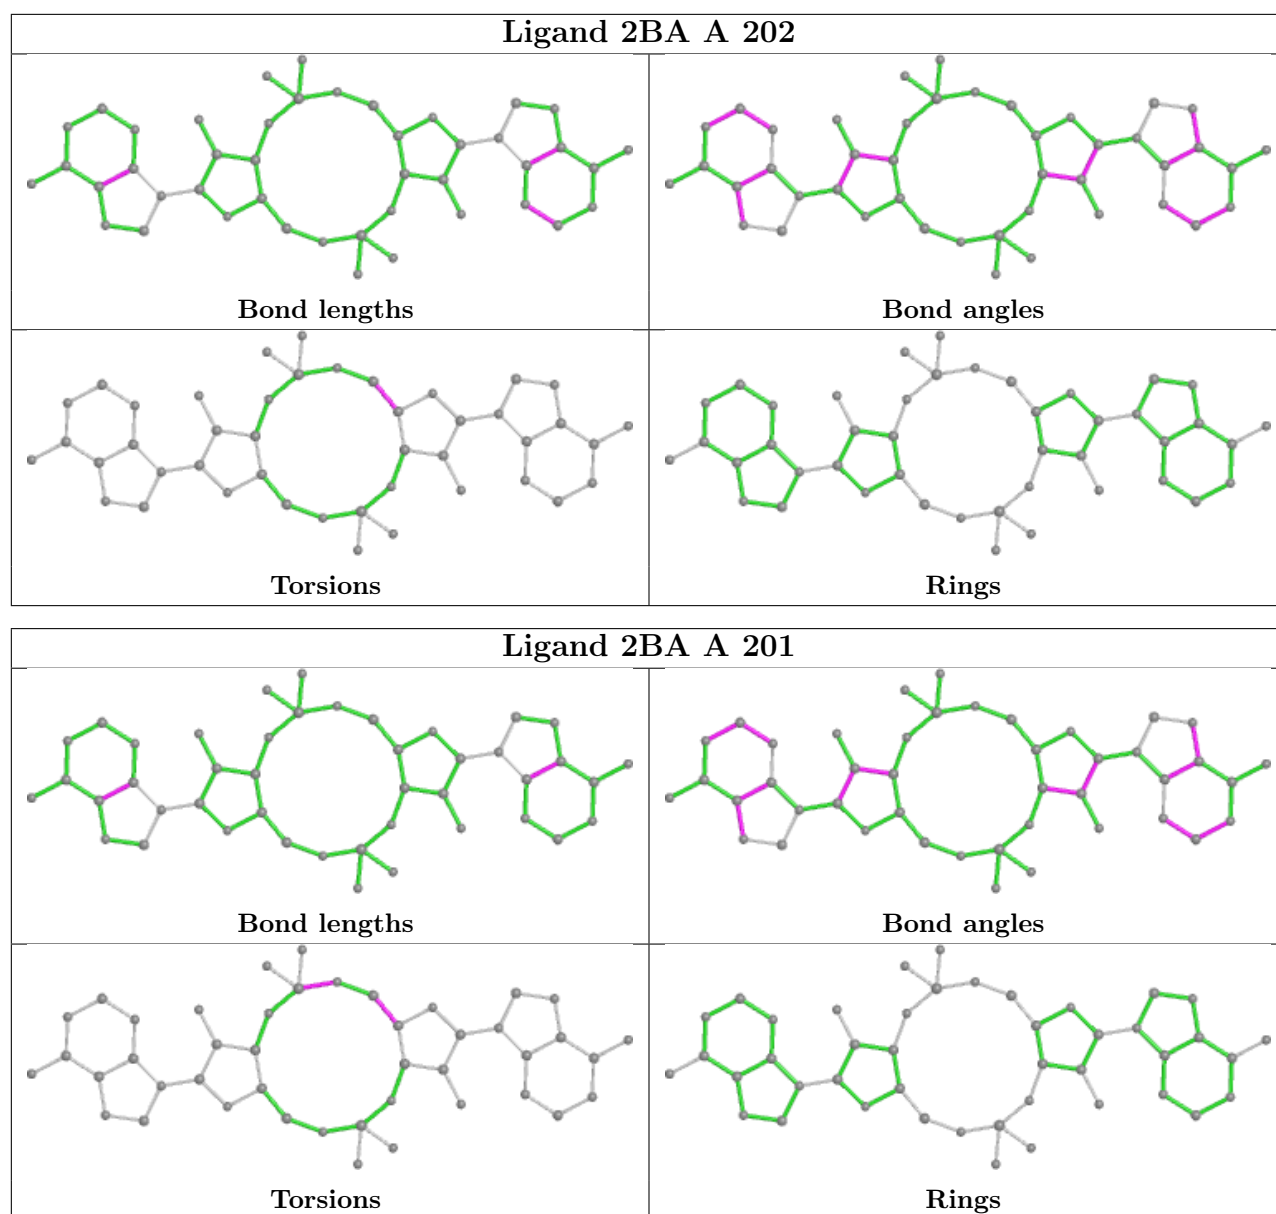 Ligand 2BA A 202
Bond lengths
Bond angles
Torsions
Rings
Ligand 2BA A 201
Bond lengths
Bond angles
Torsions
Rings